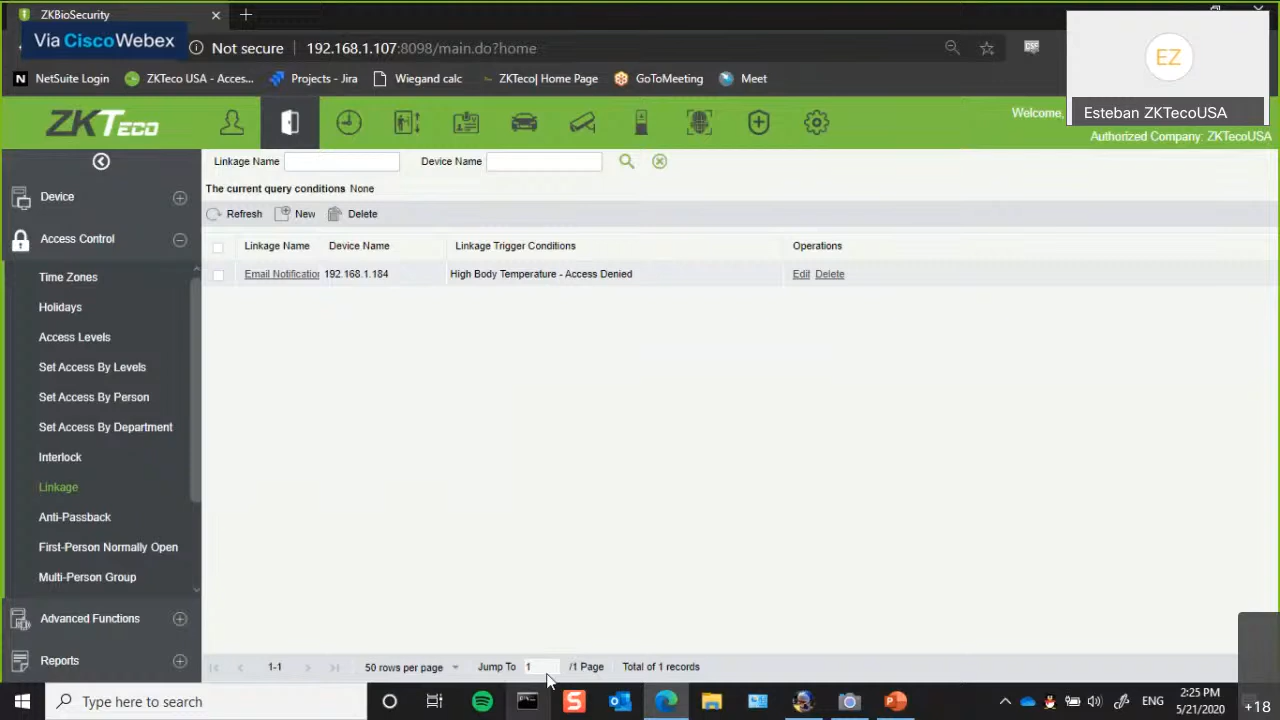 ZKBioSecurity
Via CiscoWebex
Not secure
192.168.1.107:8098/main.do?home
NetSuite Login
ZKTeco USA - Acces...
Projects - Jira
Wiegand calc
ZKTeco| Home Page
GoToMeeting
Meet
EZ
Esteban ZKTecoUSA
ZKTECO
Welcome,
Authorized Company: ZKTecoUSA
Linkage Name
Device Name
The current query conditions None
Refresh
New
Delete
Linkage Name
Device Name
Linkage Trigger Conditions
Operations
Email Notification
192.168.1.184
High Body Temperature - Access Denied
Edit Delete
Device
Access Control
Time Zones
Holidays
Access Levels
Set Access By Levels
Set Access By Person
Set Access By Department
Interlock
Linkage
Anti-Passback
First-Person Normally Open
Multi-Person Group
Advanced Functions
Reports
1-1
50 rows per page
Jump To 1 /1 Page
Total of 1 records
Type here to search
ENG
2:25 PM
5/21/2020
+18